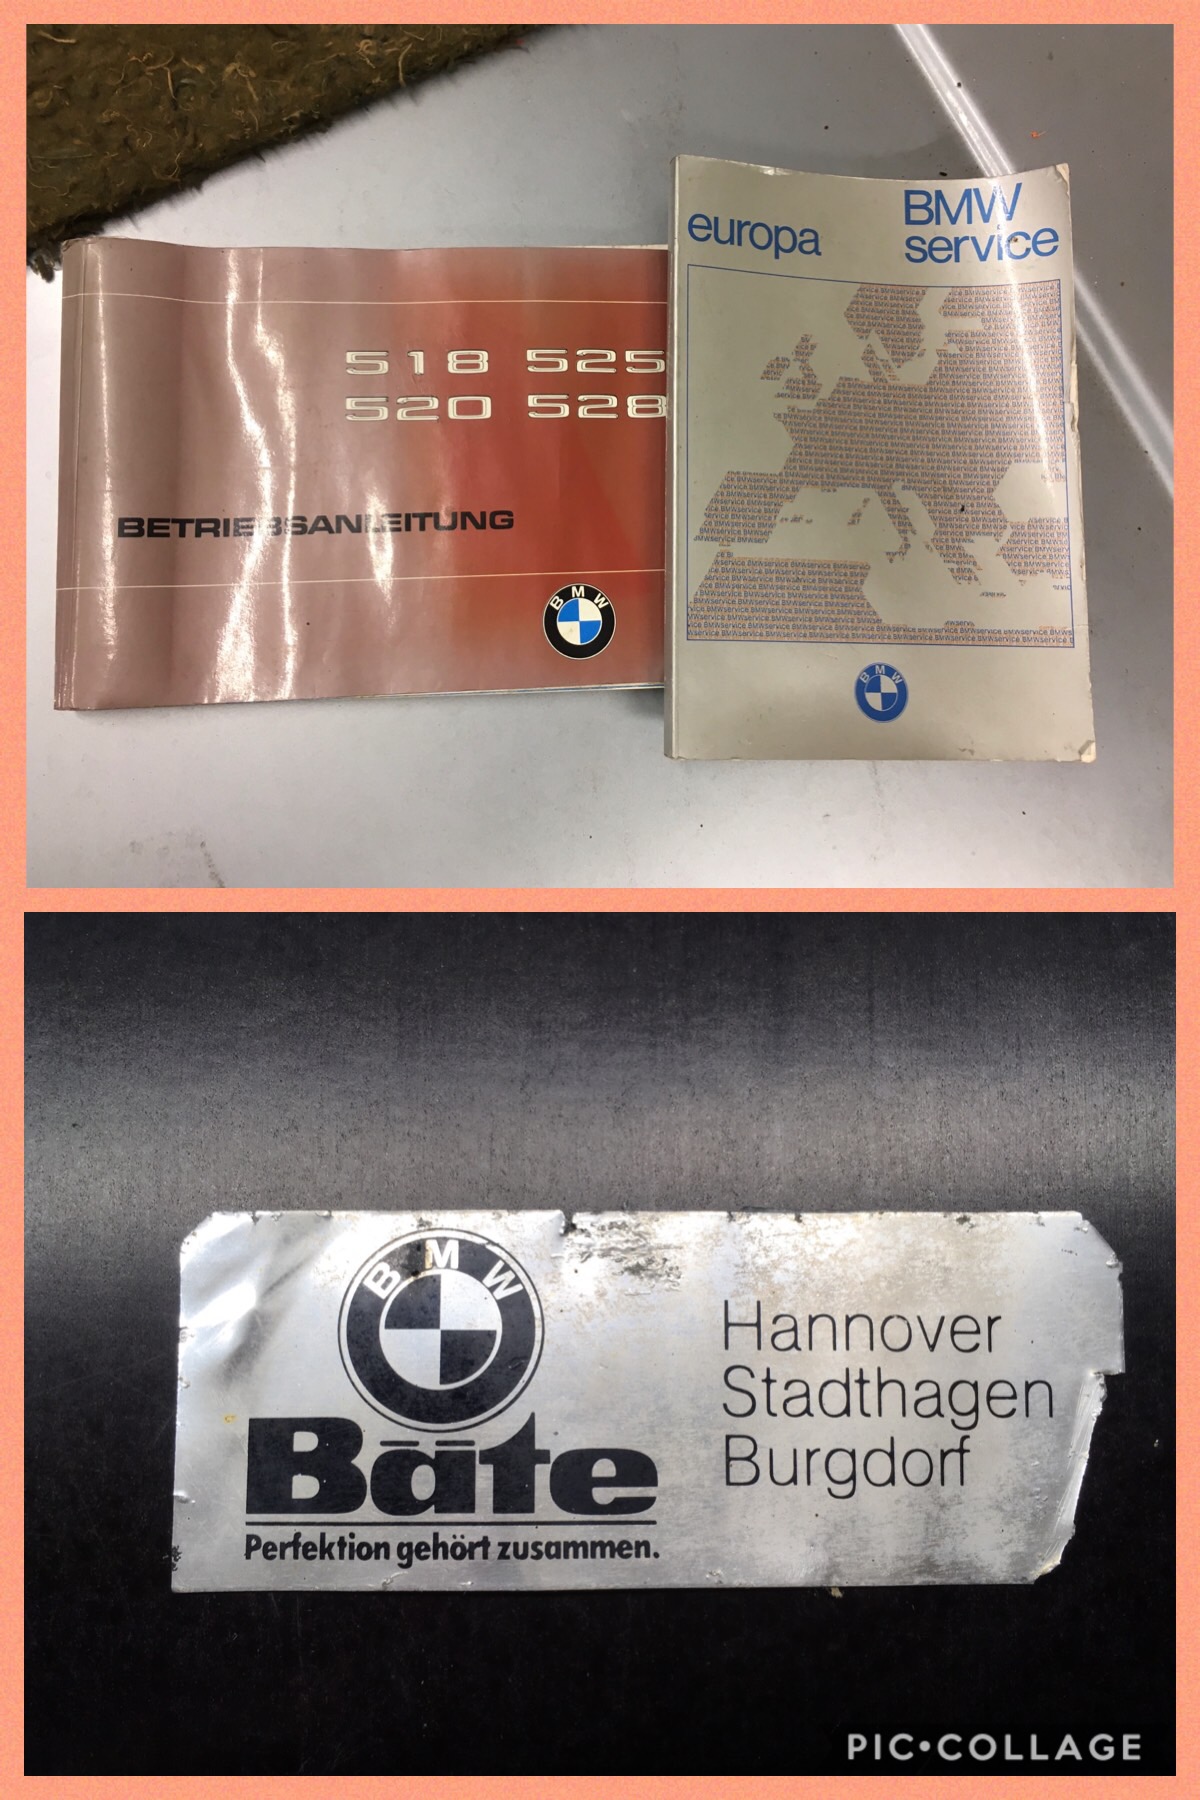 518 525
520 528
BETRIEBSANLEITUNG
BMW
europa
BMW
service
BMW
BMW
Bäte
Perfektion gehört zusammen.
Hannover
Stadthagen
Burgdorf
PIC•COLLAGE